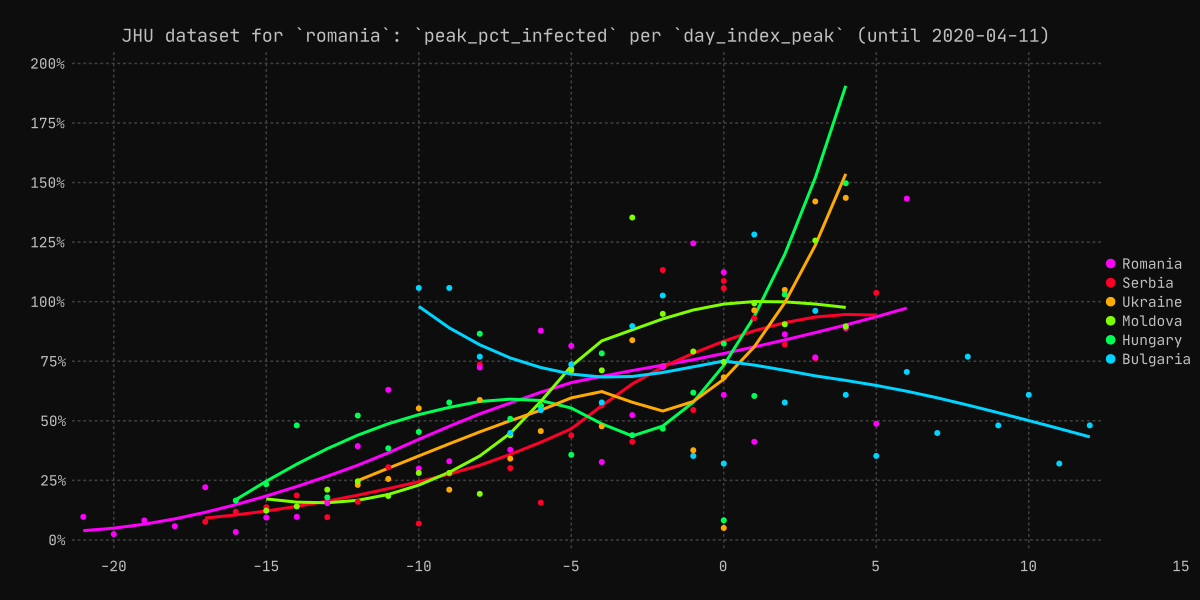 JHU dataset for `romania`: `peak_pct_infected` per `day_index_peak` (until 2020-04-11)
200%
175%
150%
125%
100%
75%
50%
25%
0%
-20 -15 -10 -5 0 5 10 15
Romania
Serbia
Ukraine
Moldova
Hungary
Bulgaria